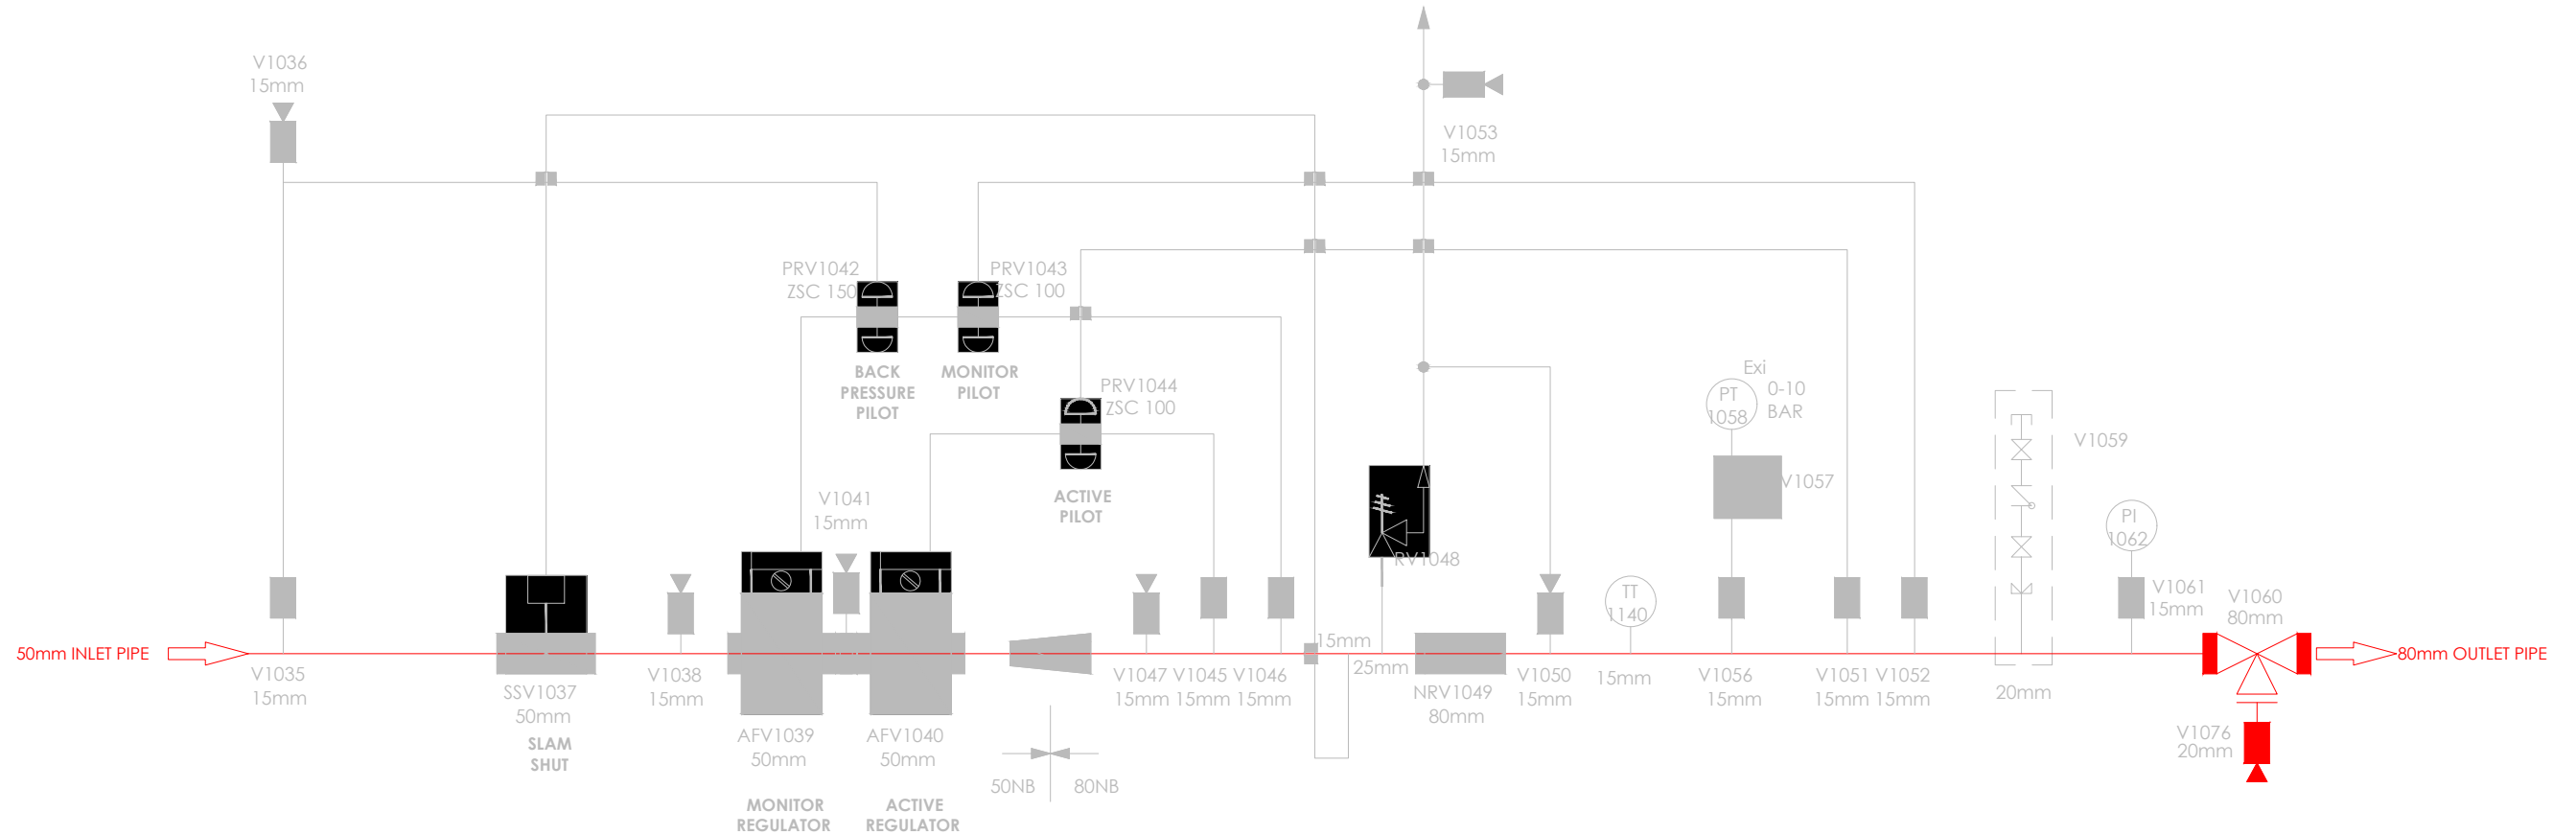 V1036
15mm
V1053
15mm
PRV1042
ZSC 150
PRV1043
ZSC 100
BACK
PRESSURE
PILOT
MONITOR
PILOT
PRV1044
ZSC 100
ACTIVE
PILOT
Exi
PT
1058
0-10
BAR
V1059
V1057
V1041
15mm
RV1048
TT
1140
PI
1062
V1061
15mm
V1060
80mm
50mm INLET PIPE
80mm OUTLET PIPE
V1035
15mm
SSV1037
50mm
SLAM
SHUT
V1038
15mm
AFV1039
50mm
MONITOR
REGULATOR
AFV1040
50mm
ACTIVE
REGULATOR
50NB
80NB
V1047
15mm
V1045
15mm
V1046
15mm
15mm
25mm
NRV1049
80mm
V1050
15mm
15mm
V1056
15mm
V1051
15mm
V1052
15mm
20mm
V1076
20mm